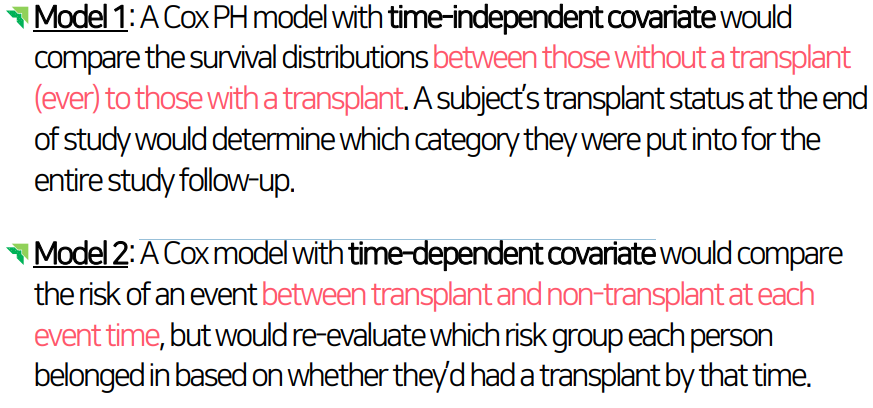 Model 1: A Cox PH model with time-independent covariate would
compare the survival distributions between those without a transplant
(ever) to those with a transplant. A subject's transplant status at the end
of study would determine which category they were put into for the
entire study follow-up.
Model 2: A Cox model with time-dependent covariate would compare
the risk of an event between transplant and non-transplant at each
event time, but would re-evaluate which risk group each person
belonged in based on whether they'd had a transplant by that time.